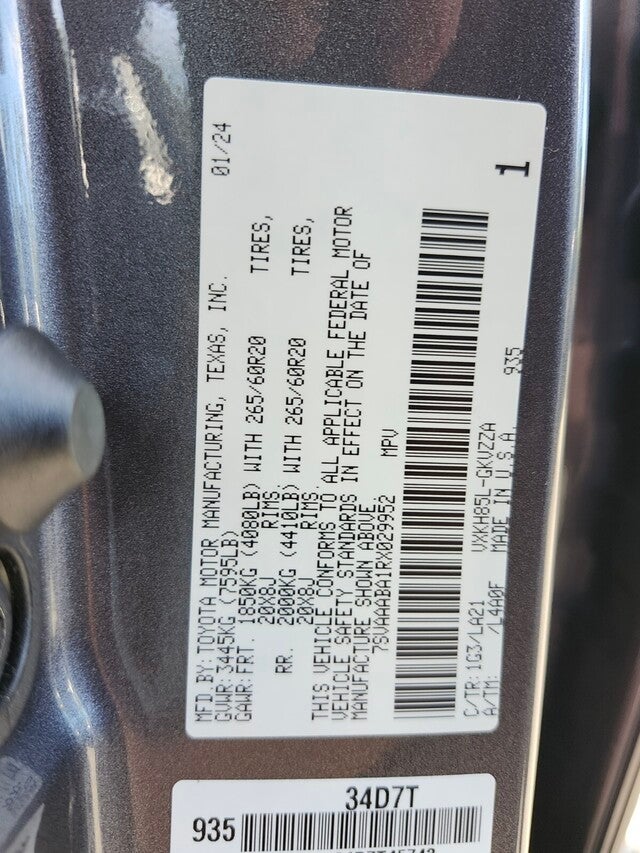 MFD.BY:TOYOTA MOTOR MANUFACTURING, TEXAS, INC. 01/24
GVWR:3445KG (7595LB)
GAWR:FRT. 1850KG (4080LB) WITH 265/60R20 TIRES,
20X8J RIMS,
RR. 2000KG (4410LB) WITH 265/60R20 TIRES,
20X8J RIMS.
THIS VEHICLE CONFORMS TO ALL APPLICABLE FEDERAL MOTOR
VEHICLE SAFETY STANDARDS IN EFFECT ON THE DATE OF
MANUFACTURE SHOWN ABOVE.
7SVAAABA1RX029952 MPV
C/TR:1G3/LA21 VXKH85L-GKVZZA 935
A/TM: /L4A0F MADE IN U.S.A.
1
34D7T
935